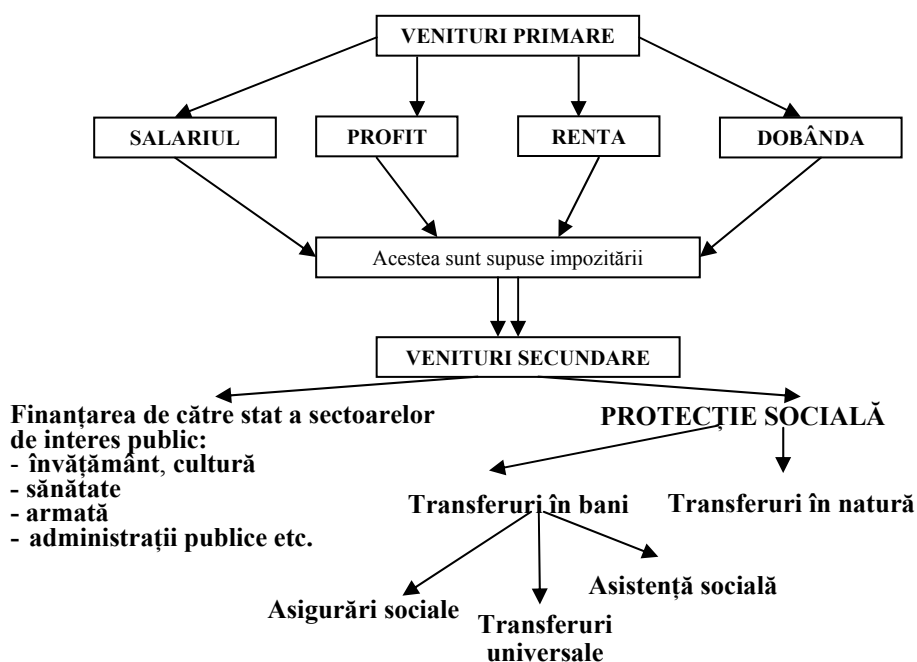 VENITURI PRIMARE
SALARIUL
PROFIT
RENTA
DOBÂNDA
Acestea sunt supuse impozitării
VENITURI SECUNDARE
Finanțarea de către stat a sectoarelor
de interes public:
- învățământ, cultură
- sănătate
- armată
- administrații publice etc.
PROTECȚIE SOCIALĂ
Transferuri în bani
Transferuri în natură
Asigurări sociale
Transferuri
universale
Asistență socială